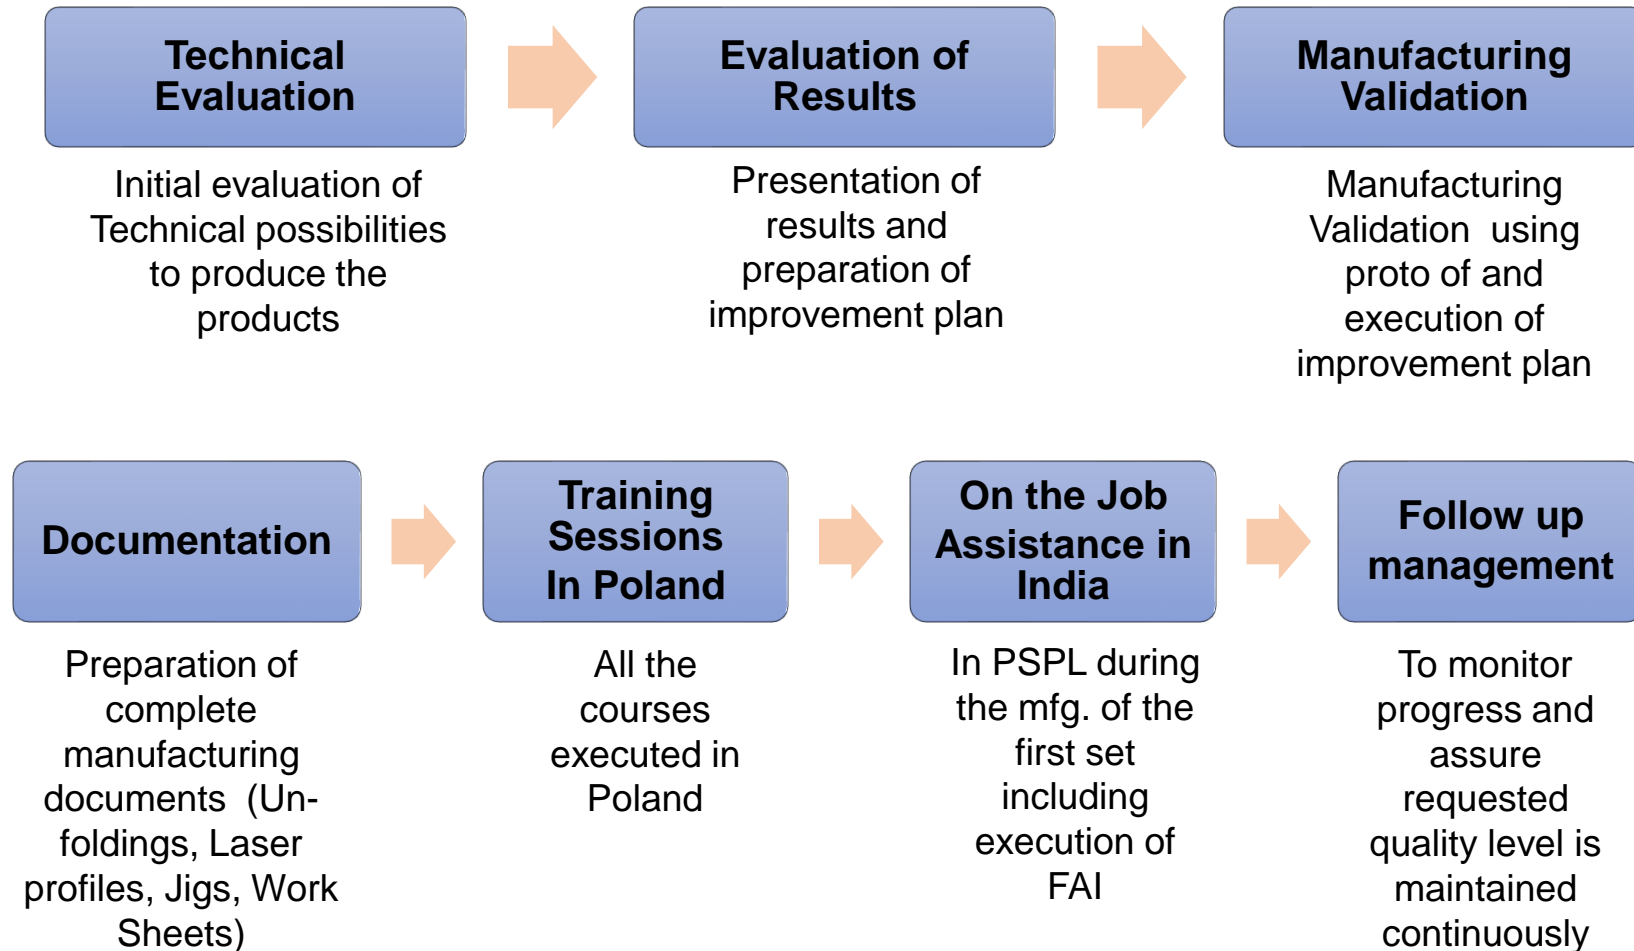 Technical
Evaluation
Evaluation of
Results
Manufacturing
Validation
Initial evaluation of
Technical possibilities
to produce the
products
Presentation of
results and
preparation of
improvement plan
Manufacturing
Validation  using
proto of and
execution of
improvement plan
Documentation
Training
Sessions
In Poland
On the Job
Assistance in
India
Follow up
management
Preparation of
complete
manufacturing
documents  (Un-
foldings, Laser
profiles, Jigs, Work
Sheets)
All the
courses
executed in
Poland
In PSPL during
the mfg. of the
first set
including
execution of
FAI
To monitor
progress and
assure
requested
quality level is
maintained
continuously